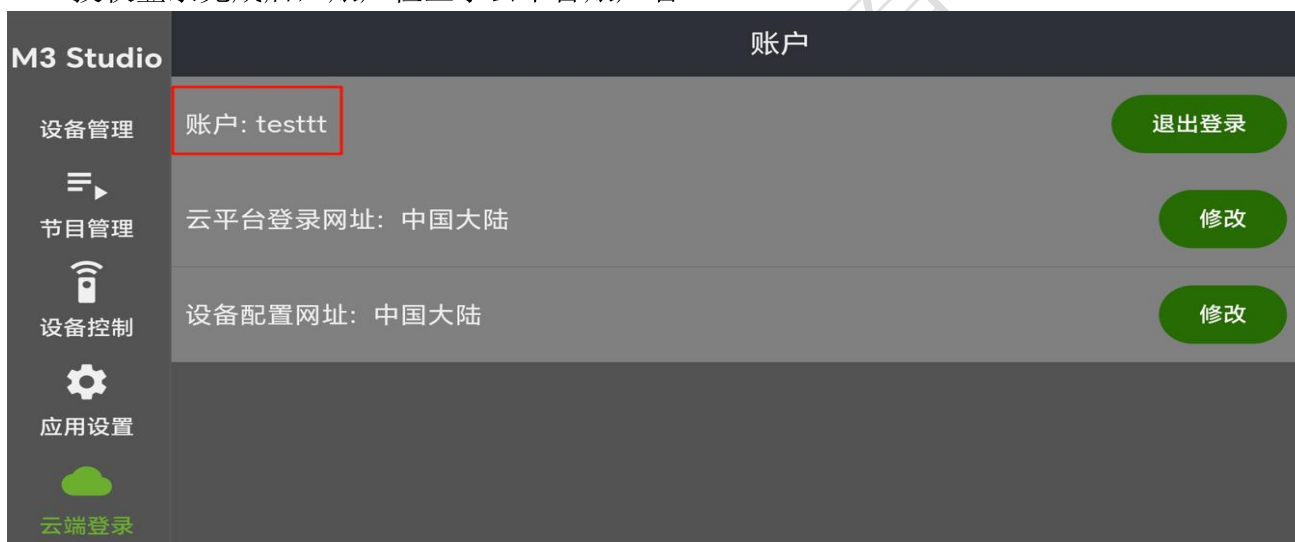 M3 Studio
账户
设备管理
账户: testtt
退出登录
节目管理
云平台登录网址: 中国大陆
修改
设备控制
设备配置网址: 中国大陆
修改
应用设置
云端登录